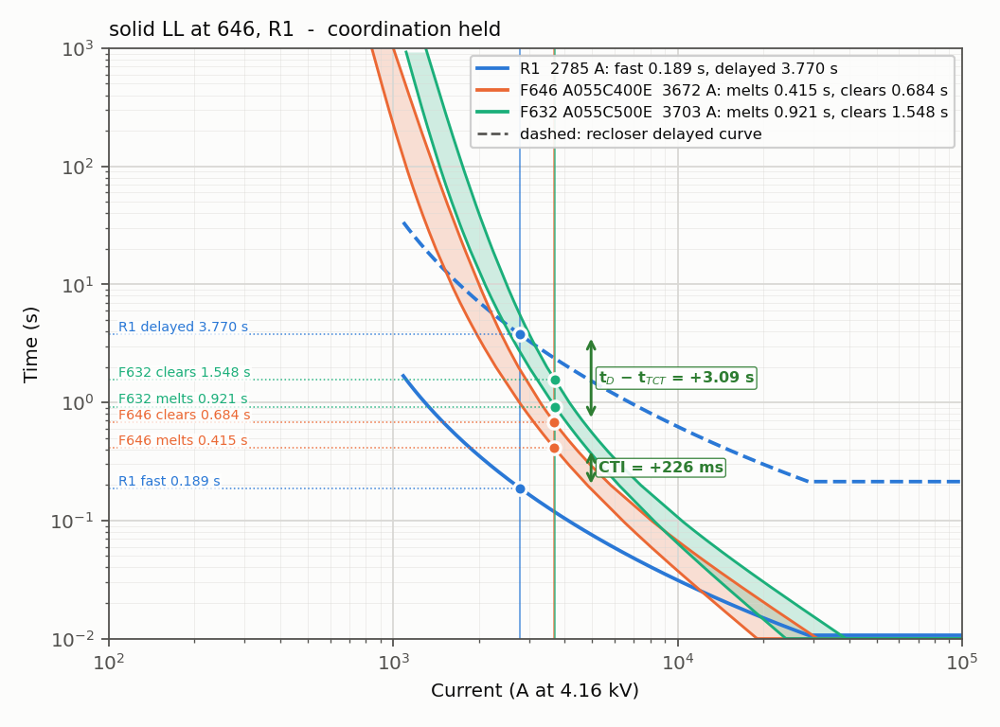 solid LL at 646, R1  -  coordination held
R1  2785 A: fast 0.189 s, delayed 3.770 s
F646 A055C400E  3672 A: melts 0.415 s, clears 0.684 s
F632 A055C500E  3703 A: melts 0.921 s, clears 1.548 s
dashed: recloser delayed curve
Time (s)
10³
10²
10¹
10⁰
10⁻¹
10⁻²
R1 delayed 3.770 s
F632 clears 1.548 s
F632 melts 0.921 s
F646 clears 0.684 s
F646 melts 0.415 s
R1 fast 0.189 s
t_D − t_TCT = +3.09 s
CTI = +226 ms
10²
10³
10⁴
10⁵
Current (A at 4.16 kV)